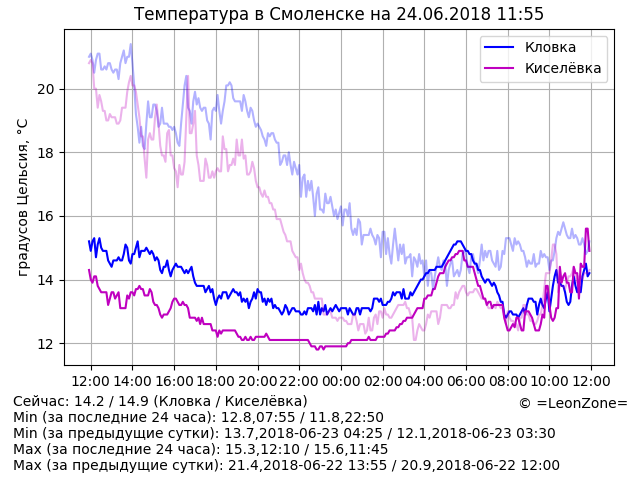 Температура в Смоленске на 24.06.2018 11:55
Кловка
Киселёвка
градусов Цельсия, °C
20
18
16
14
12
12:00 14:00 16:00 18:00 20:00 22:00 00:00 02:00 04:00 06:00 08:00 10:00 12:00
Сейчас: 14.2 / 14.9 (Кловка / Киселёвка)
© =LeonZone=
Min (за последние 24 часа): 12.8,07:55 / 11.8,22:50
Min (за предыдущие сутки): 13.7,2018-06-23 04:25 / 12.1,2018-06-23 03:30
Max (за последние 24 часа): 15.3,12:10 / 15.6,11:45
Max (за предыдущие сутки): 21.4,2018-06-22 13:55 / 20.9,2018-06-22 12:00